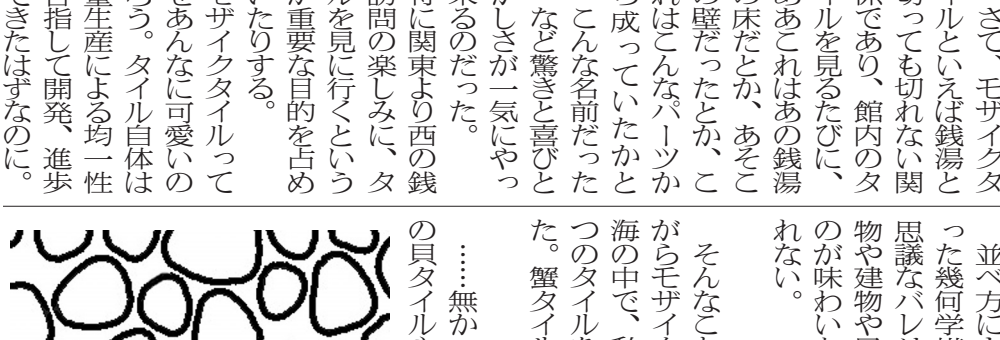 さて、モザイクタ
イルといえば銭湯と
切っても切れない関
係であり、館内のタ
イルを見るたびに、
ああこれはあの銭湯
の床だとか、あそこ
の壁だったとか、こ
れはこんなパーツか
ら成っていたかと
こんな名前だった
など驚きと喜びと
かしさが一気にやっ
来るのだった。
特に関東より西の銭
訪問の楽しみに、タ
ルを見に行くという
が重要な目的を占め
いたりする。
モザイクタイルって
あんなに可愛いの
ろう。タイル自体は
量生産による均一性
目指して開発、進歩
できたはずなのに。
並べ方に
った幾何学
思議なバレ
物や建物や
のが味わい
れない。
そんなこ
がらモザイ
海の中で、
つのタイル
た。蟹タイル
……無か
の貝タイル